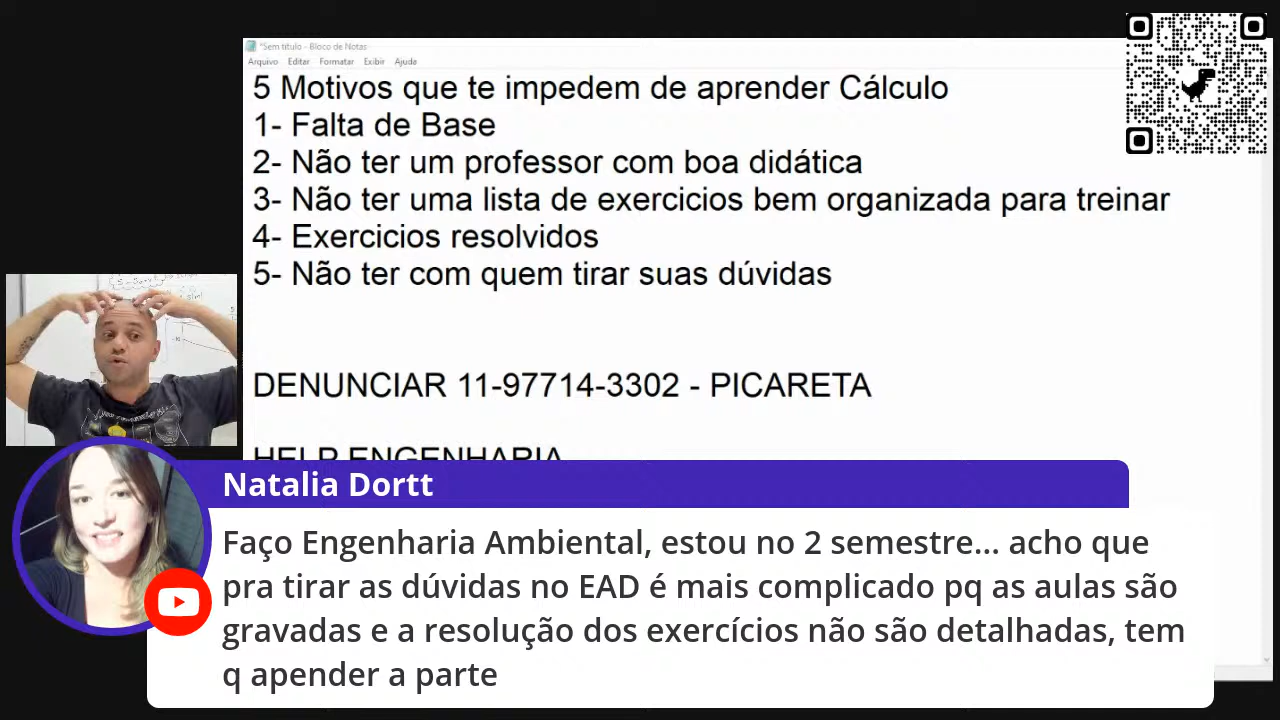 *Sem título - Bloco de Notas
Arquivo Editar Formatar Exibir Ajuda
5 Motivos que te impedem de aprender Cálculo
1- Falta de Base
2- Não ter um professor com boa didática
3- Não ter uma lista de exercicios bem organizada para treinar
4- Exercicios resolvidos
5- Não ter com quem tirar suas dúvidas
DENUNCIAR 11-97714-3302 - PICARETA
HELP ENGENHARIA
Natalia Dortt
Faço Engenharia Ambiental, estou no 2 semestre... acho que
pra tirar as dúvidas no EAD é mais complicado pq as aulas são
gravadas e a resolução dos exercícios não são detalhadas, tem
q apender a parte